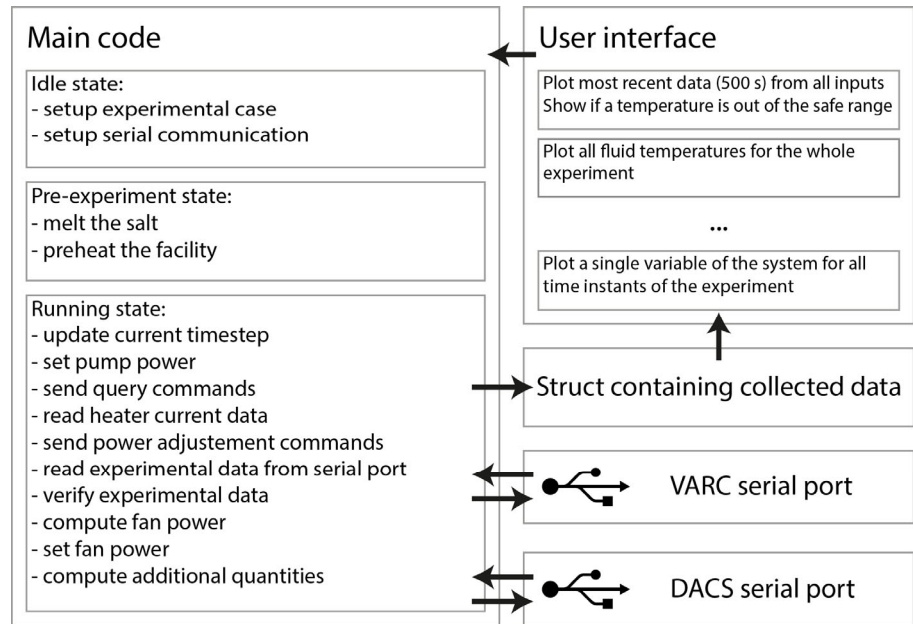 Main code
Idle state:
- setup experimental case
- setup serial communication
Pre-experiment state:
- melt the salt
- preheat the facility
Running state:
- update current timestep
- set pump power
- send query commands
- read heater current data
- send power adjustement commands
- read experimental data from serial port
- verify experimental data
- compute fan power
- set fan power
- compute additional quantities
User interface
Plot most recent data (500 s) from all inputs
Show if a temperature is out of the safe range
Plot all fluid temperatures for the whole
experiment
...
Plot a single variable of the system for all
time instants of the experiment
Struct containing collected data
VARC serial port
DACS serial port